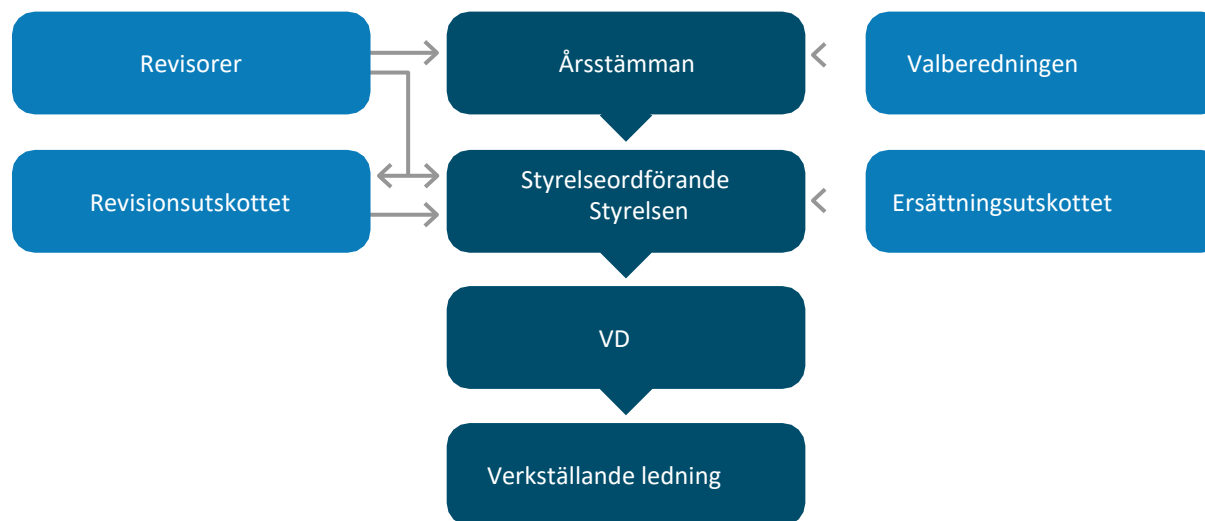 Revisorer
Årsstämman
Valberedningen
Revisionsutskottet
Styrelseordförande
Styrelsen
Ersättningsutskottet
VD
Verkställande ledning